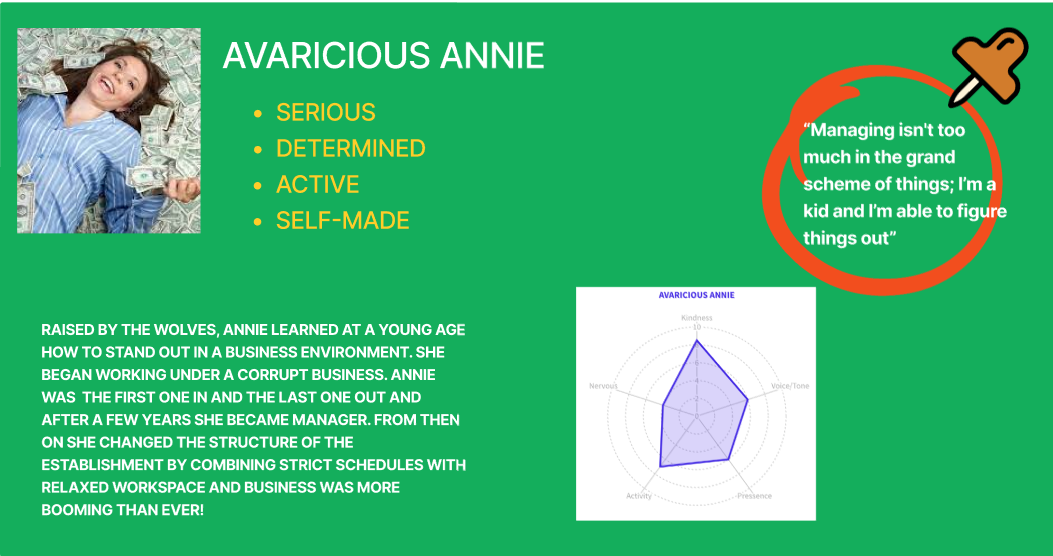 AVARICIOUS ANNIE
SERIOUS
DETERMINED
ACTIVE
SELF-MADE
“Managing isn't too
much in the grand
scheme of things; I’m a
kid and I’m able to figure
things out”
RAISED BY THE WOLVES, ANNIE LEARNED AT A YOUNG AGE
HOW TO STAND OUT IN A BUSINESS ENVIRONMENT. SHE
BEGAN WORKING UNDER A CORRUPT BUSINESS. ANNIE
WAS  THE FIRST ONE IN AND THE LAST ONE OUT AND
AFTER A FEW YEARS SHE BECAME MANAGER. FROM THEN
ON SHE CHANGED THE STRUCTURE OF THE
ESTABLISHMENT BY COMBINING STRICT SCHEDULES WITH
RELAXED WORKSPACE AND BUSINESS WAS MORE
BOOMING THAN EVER!
AVARICIOUS ANNIE
Kindness
10
Nervous
Voice/Tone
Activity
Pressence